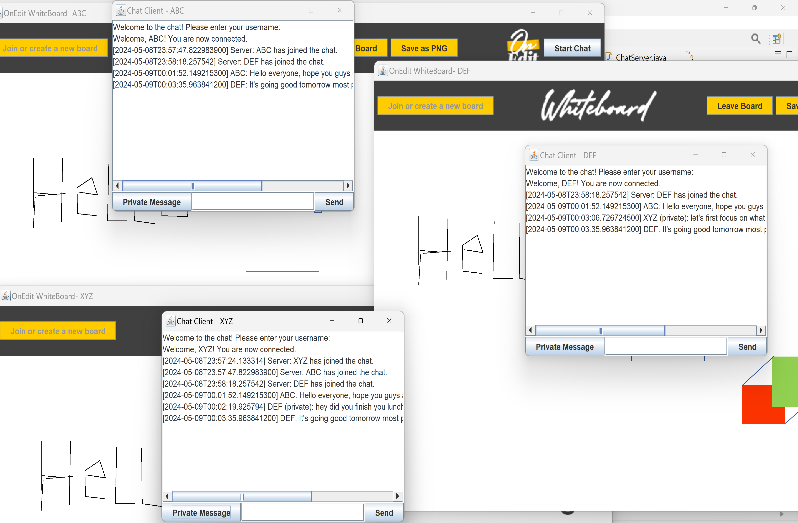 OnEdit WhiteBoard- ABC
Join or create a new board
Board
Save as PNG
On Edit
Start Chat
ChatServer.java
Chat Client - ABC
Welcome to the chat! Please enter your username:
Welcome, ABC! You are now connected.
[2024-05-08T23:57:47.822983900] Server: ABC has joined the chat.
[2024-05-08T23:58:18.257542] Server: DEF has joined the chat.
[2024-05-09T00:01:52.149215300] ABC: Hello everyone, hope you guys
[2024-05-09T00:03:35.963841200] DEF: It's going good tomorrow most
Private Message
Send
OnEdit WhiteBoard- DEF
Join or create a new board
Whiteboard
Leave Board
Chat Client - DEF
Welcome to the chat! Please enter your username:
Welcome, DEF! You are now connected.
[2024-05-08T23:58:18.257542] Server: DEF has joined the chat.
[2024-05-09T00:01:52.149215300] ABC: Hello everyone, hope you guys
[2024-05-09T00:03:06.726724500] XYZ (private): let's first focus on what
[2024-05-09T00:03:35.963841200] DEF: It's going good tomorrow most
Private Message
Send
OnEdit WhiteBoard- XYZ
Join or create a new board
Chat Client - XYZ
Welcome to the chat! Please enter your username:
Welcome, XYZ! You are now connected.
[2024-05-08T23:57:24.133314] Server: XYZ has joined the chat.
[2024-05-08T23:57:47.822983900] Server: ABC has joined the chat.
[2024-05-08T23:58:18.257542] Server: DEF has joined the chat.
[2024-05-09T00:01:52.149215300] ABC: Hello everyone, hope you guys
[2024-05-09T00:02:19.925794] DEF (private): hey did you finish you lunch
[2024-05-09T00:03:35.963841200] DEF: It's going good tomorrow most
Private Message
Send